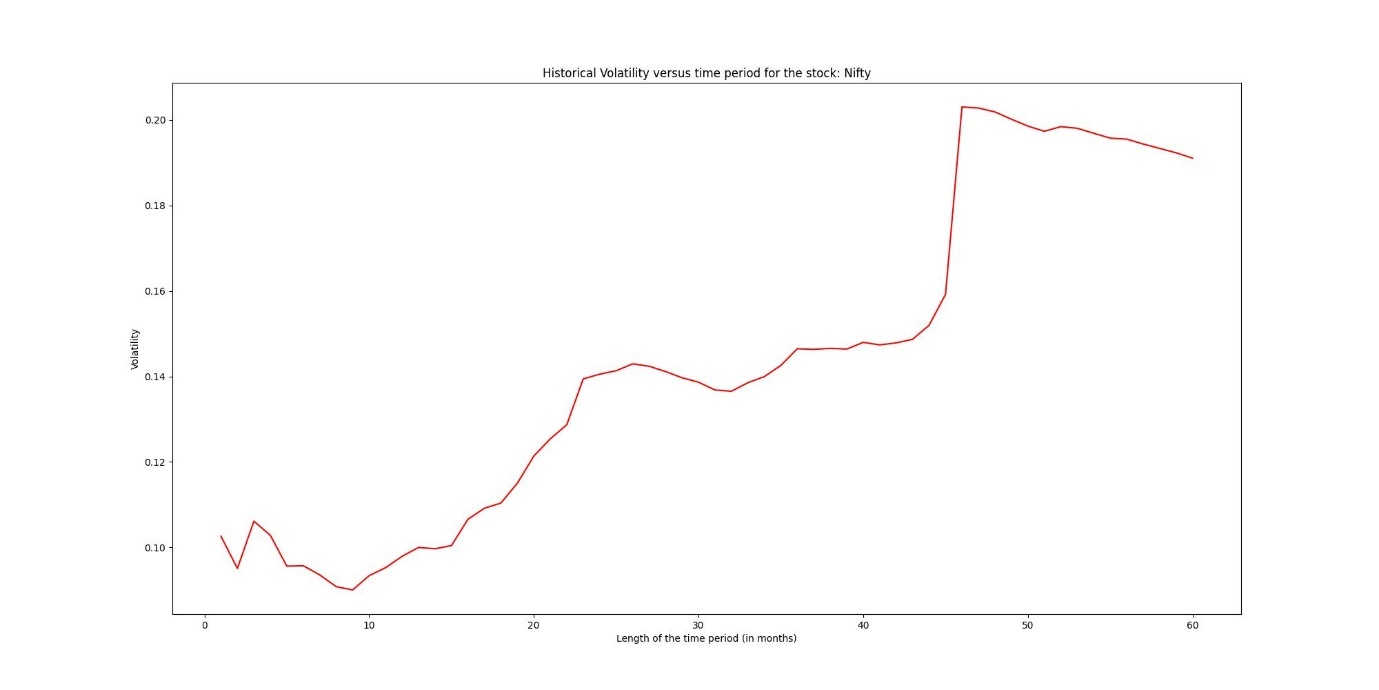 Historical Volatility versus time period for the stock: Nifty
0.20
0.18
0.16
0.14
0.12
0.10
Volatility
0 10 20 30 40 50 60
Length of the time period (in months)